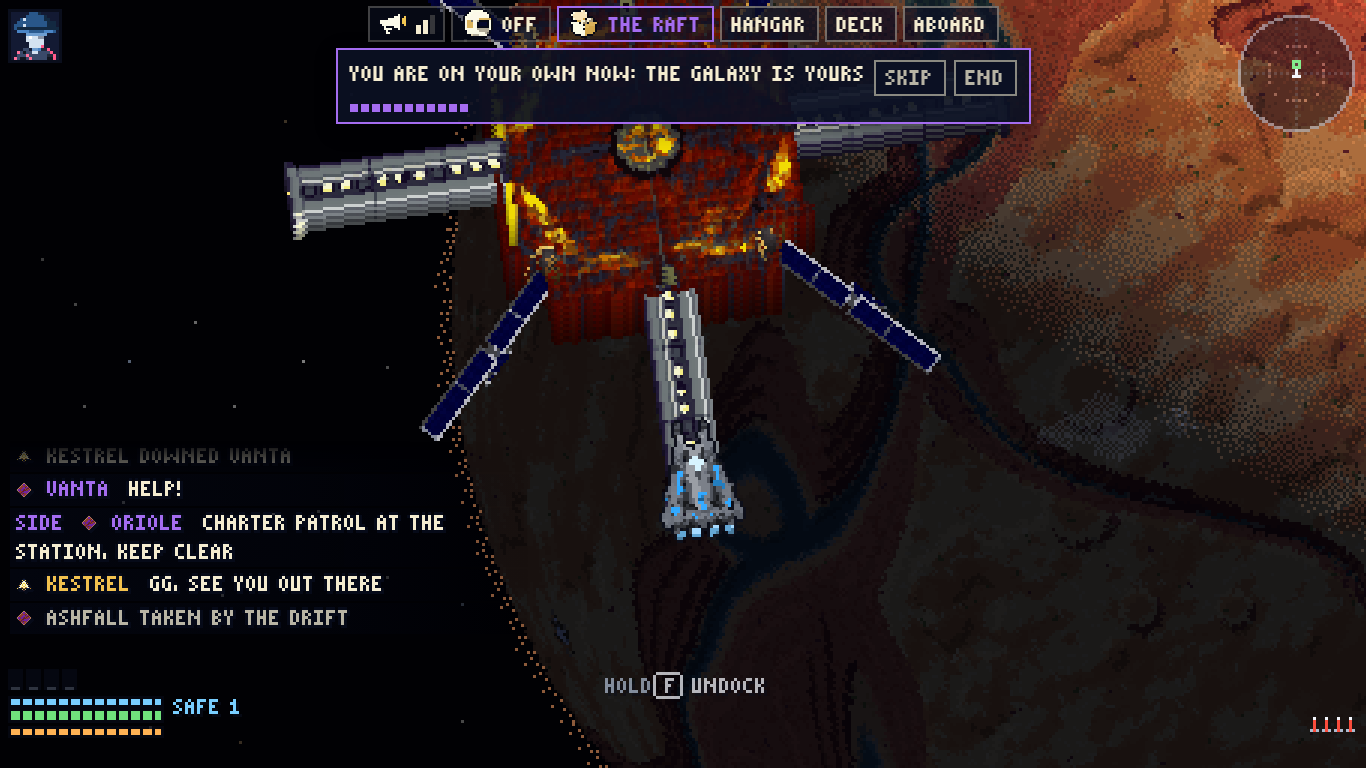 OFF
THE RAFT
HANGAR
DECK
ABOARD
YOU ARE ON YOUR OWN NOW: THE GALAXY IS YOURS
SKIP
END
KESTREL DOWNED VANTA
VANTA HELP!
SIDE ORIOLE CHARTER PATROL AT THE
STATION. KEEP CLEAR
KESTREL GG. SEE YOU OUT THERE
ASHFALL TAKEN BY THE DRIFT
HOLD F UNDOCK
SAFE 1